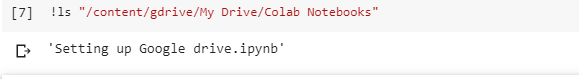 [7] !ls "/content/gdrive/My Drive/Colab Notebooks"
'Setting up Google drive.ipynb'